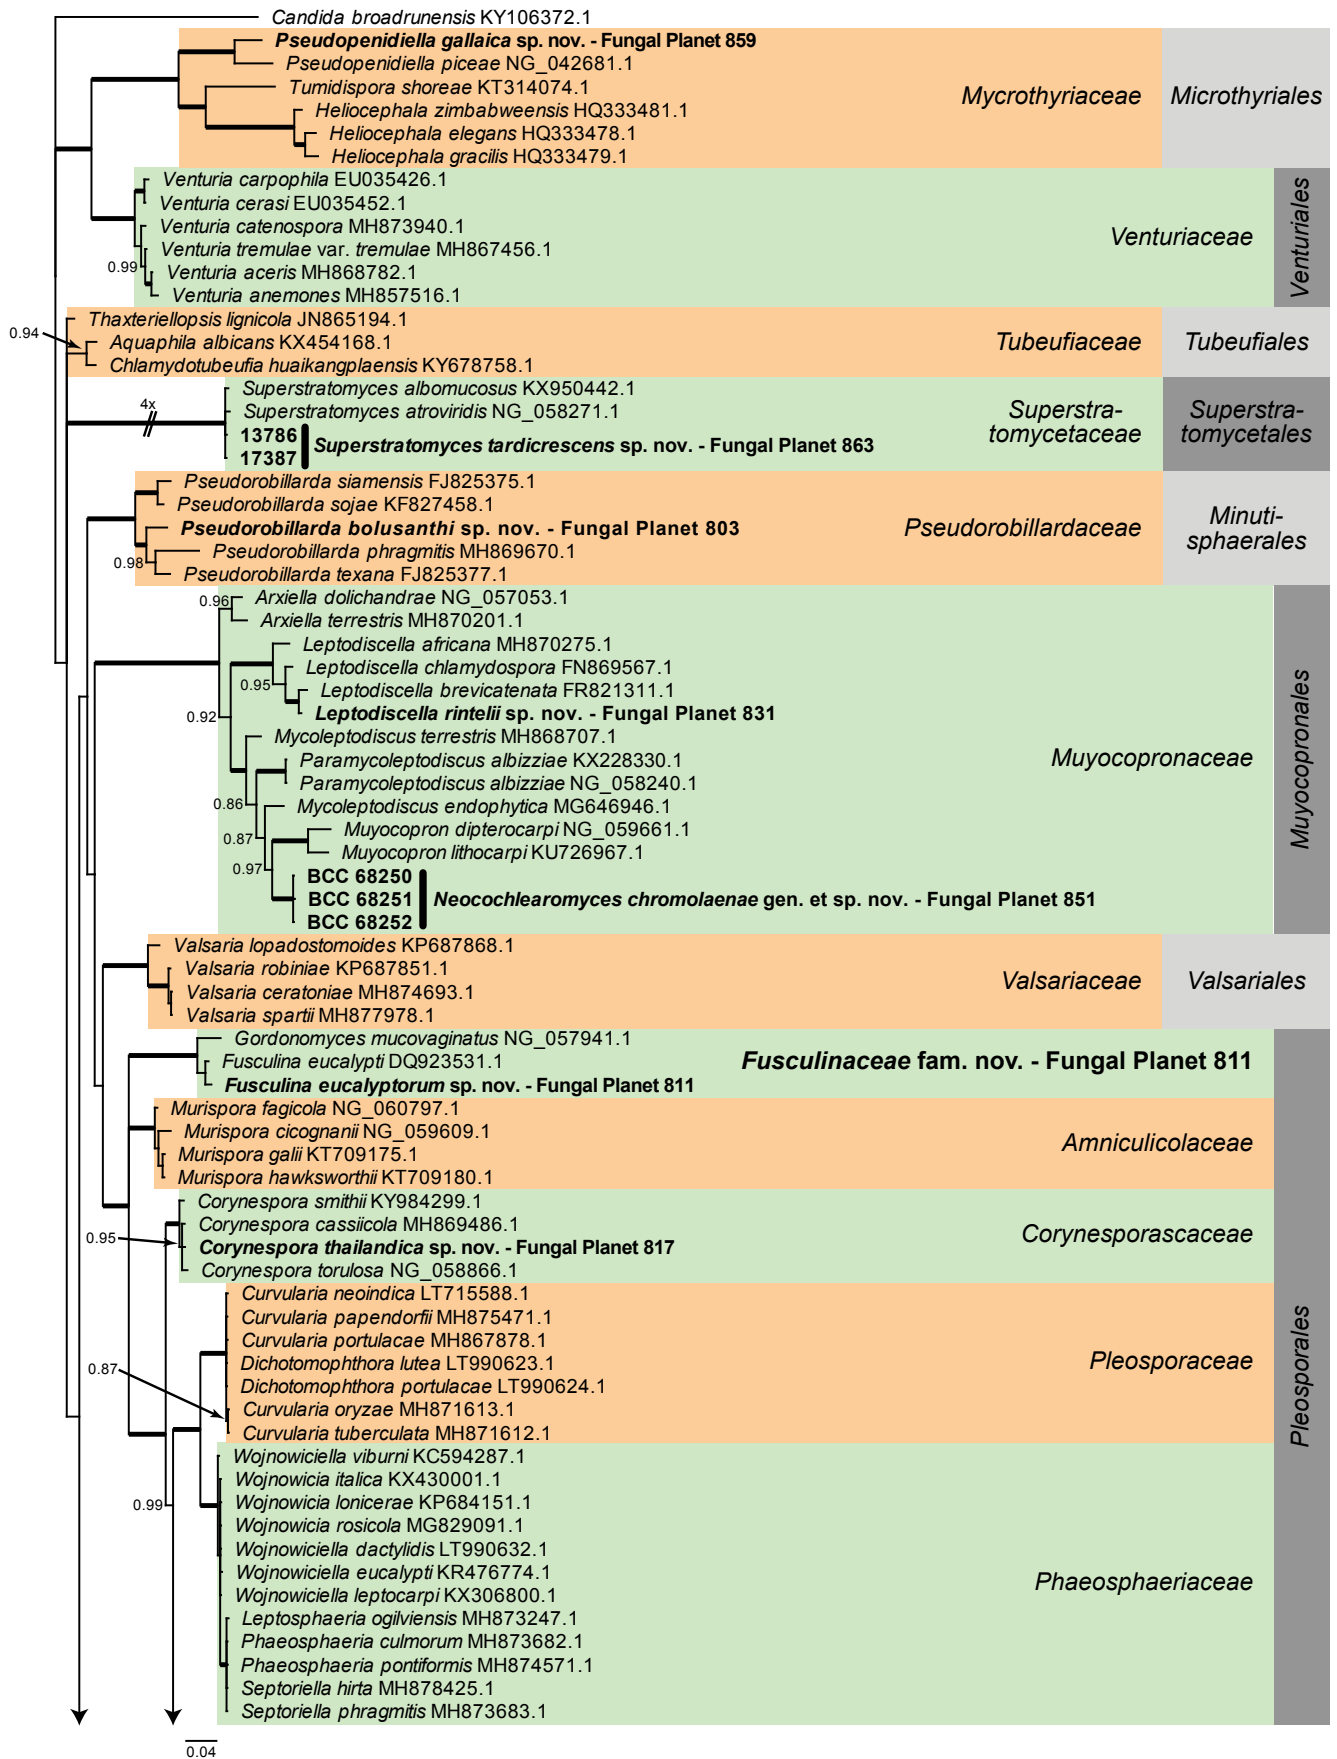 Candida broadrunensis KY106372.1
Pseudopenidiella gallaica sp. nov. - Fungal Planet 859
Pseudopenidiella piceae NG_042681.1
Tumidispora shoreae KT314074.1
Heliocephala zimbabweensis HQ333481.1
Heliocephala elegans HQ333478.1
Heliocephala gracilis HQ333479.1
Mycrothyriaceae
Microthyriales
Venturia carpophila EU035426.1
Venturia cerasi EU035452.1
Venturia catenospora MH873940.1
Venturia tremulae var. tremulae MH867456.1
0.99
Venturia aceris MH868782.1
Venturia anemones MH857516.1
Venturiaceae
Venturiales
Thaxteriellopsis lignicola JN865194.1
0.94
Aquaphila albicans KX454168.1
Chlamydotubeufia huaikangplaensis KY678758.1
Tubeufiaceae
Tubeufiales
4x
Superstratomyces albomucosus KX950442.1
Superstratomyces atroviridis NG_058271.1
13786
17387
Superstratomyces tardicrescens sp. nov. - Fungal Planet 863
Superstra-
tomycetaceae
Superstra-
tomycetales
Pseudorobillarda siamensis FJ825375.1
Pseudorobillarda sojae KF827458.1
Pseudorobillarda bolusanthi sp. nov. - Fungal Planet 803
Pseudorobillarda phragmitis MH869670.1
0.98
Pseudorobillarda texana FJ825377.1
Pseudorobillardaceae
Minuti-
sphaerales
0.96
Arxiella dolichandrae NG_057053.1
Arxiella terrestris MH870201.1
Leptodiscella africana MH870275.1
Leptodiscella chlamydospora FN869567.1
0.95
Leptodiscella brevicatenata FR821311.1
Leptodiscella rintelii sp. nov. - Fungal Planet 831
0.92
Mycoleptodiscus terrestris MH868707.1
Paramycoleptodiscus albizziae KX228330.1
Paramycoleptodiscus albizziae NG_058240.1
0.86
Mycoleptodiscus endophytica MG646946.1
Muyocopron dipterocarpi NG_059661.1
0.87
Muyocopron lithocarpi KU726967.1
0.97
BCC 68250
BCC 68251
BCC 68252
Neocochlearomyces chromolaenae gen. et sp. nov. - Fungal Planet 851
Muyocopronaceae
Muyocopronales
Valsaria lopadostomoides KP687868.1
Valsaria robiniae KP687851.1
Valsaria ceratoniae MH874693.1
Valsaria spartii MH877978.1
Valsariaceae
Valsariales
Gordonomyces mucovaginatus NG_057941.1
Fusculina eucalypti DQ923531.1
Fusculina eucalyptorum sp. nov. - Fungal Planet 811
Fusculinaceae fam. nov. - Fungal Planet 811
Murispora fagicola NG_060797.1
Murispora cicognanii NG_059609.1
Murispora galii KT709175.1
Murispora hawksworthii KT709180.1
Amniculicolaceae
Corynespora smithii KY984299.1
Corynespora cassiicola MH869486.1
0.95
Corynespora thailandica sp. nov. - Fungal Planet 817
Corynespora torulosa NG_058866.1
Corynesporascaceae
Curvularia neoindica LT715588.1
Curvularia papendorfii MH875471.1
Curvularia portulacae MH867878.1
Dichotomophthora lutea LT990623.1
0.87
Dichotomophthora portulacae LT990624.1
Curvularia oryzae MH871613.1
Curvularia tuberculata MH871612.1
Pleosporaceae
Pleosporales
Wojnowiciella viburni KC594287.1
Wojnowicia italica KX430001.1
Wojnowicia lonicerae KP684151.1
0.99
Wojnowicia rosicola MG829091.1
Wojnowiciella dactylidis LT990632.1
Wojnowiciella eucalypti KR476774.1
Wojnowiciella leptocarpi KX306800.1
Leptosphaeria ogilviensis MH873247.1
Phaeosphaeria culmorum MH873682.1
Phaeosphaeria pontiformis MH874571.1
Septoriella hirta MH878425.1
Septoriella phragmitis MH873683.1
Phaeosphaeriaceae
0.04